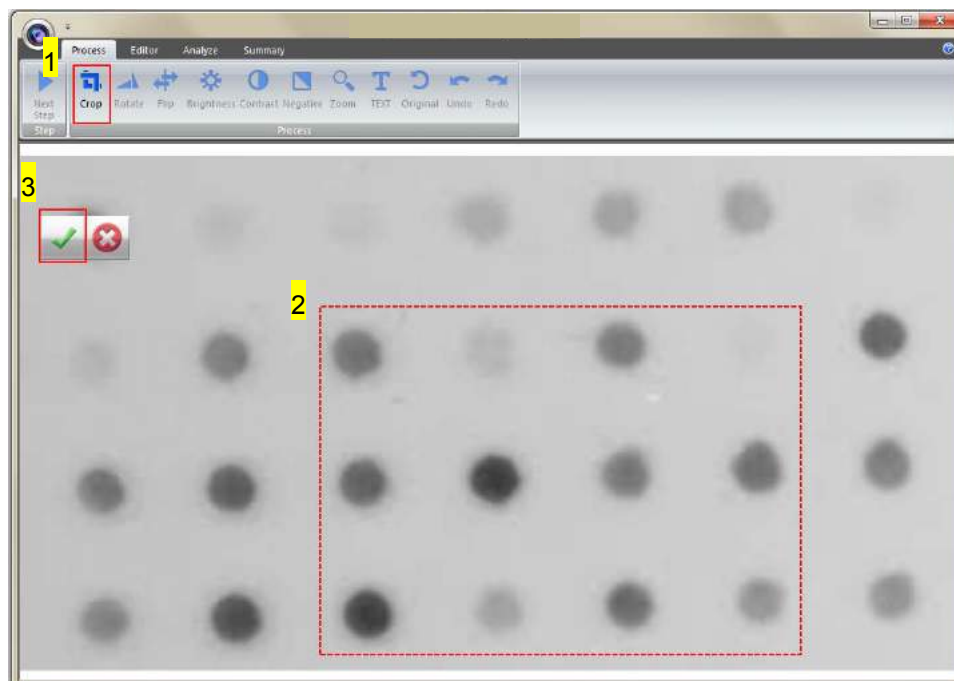 Process Editor Analyze Summary
1
Next Step Crop Rotate Flip Brightness Contrast Negative Zoom TEXT Original Undo Redo
Step Process
3
2